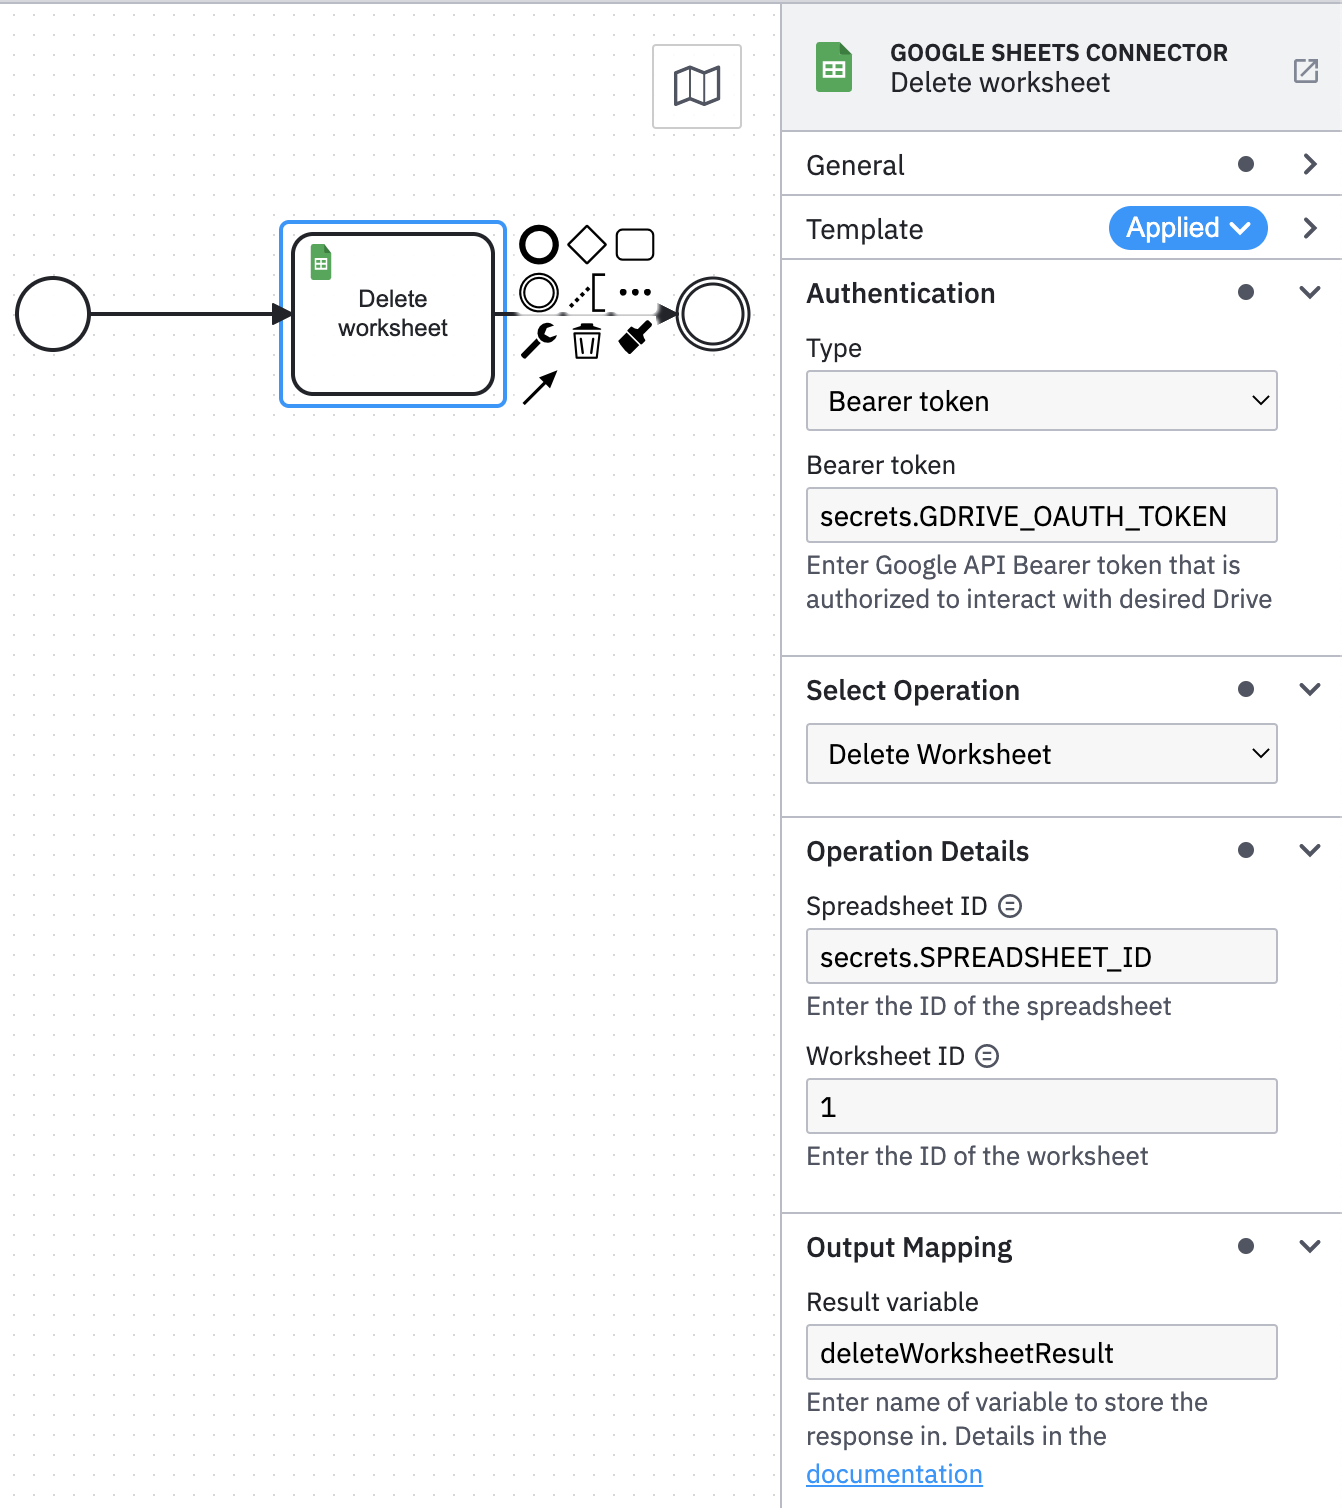 Delete
worksheet
GOOGLE SHEETS CONNECTOR
Delete worksheet
General
Template
Applied
Authentication
Type
Bearer token
Bearer token
secrets.GDRIVE_OAUTH_TOKEN
Enter Google API Bearer token that is
authorized to interact with desired Drive
Select Operation
Delete Worksheet
Operation Details
Spreadsheet ID
secrets.SPREADSHEET_ID
Enter the ID of the spreadsheet
Worksheet ID
1
Enter the ID of the worksheet
Output Mapping
Result variable
deleteWorksheetResult
Enter name of variable to store the
response in. Details in the
documentation